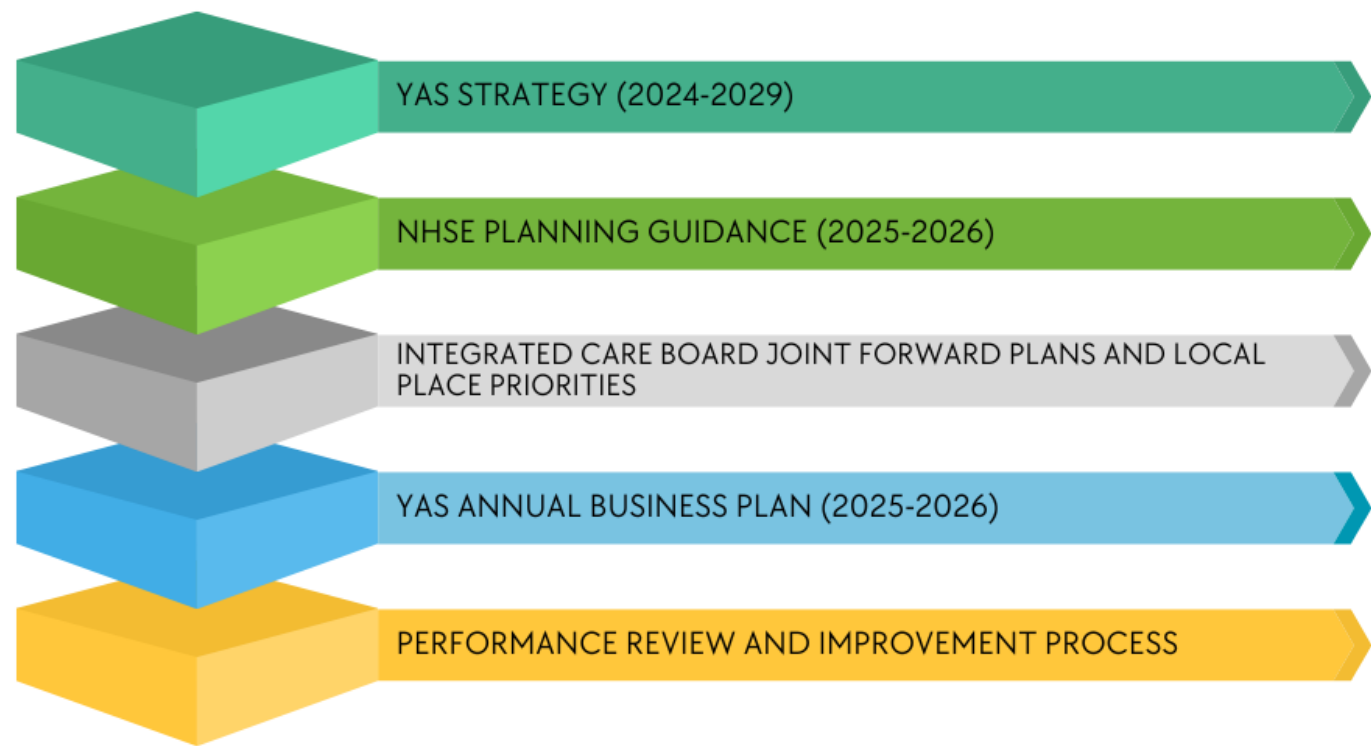 YAS STRATEGY (2024-2029)
NHSE PLANNING GUIDANCE (2025-2026)
INTEGRATED CARE BOARD JOINT FORWARD PLANS AND LOCAL
PLACE PRIORITIES
YAS ANNUAL BUSINESS PLAN (2025-2026)
PERFORMANCE REVIEW AND IMPROVEMENT PROCESS